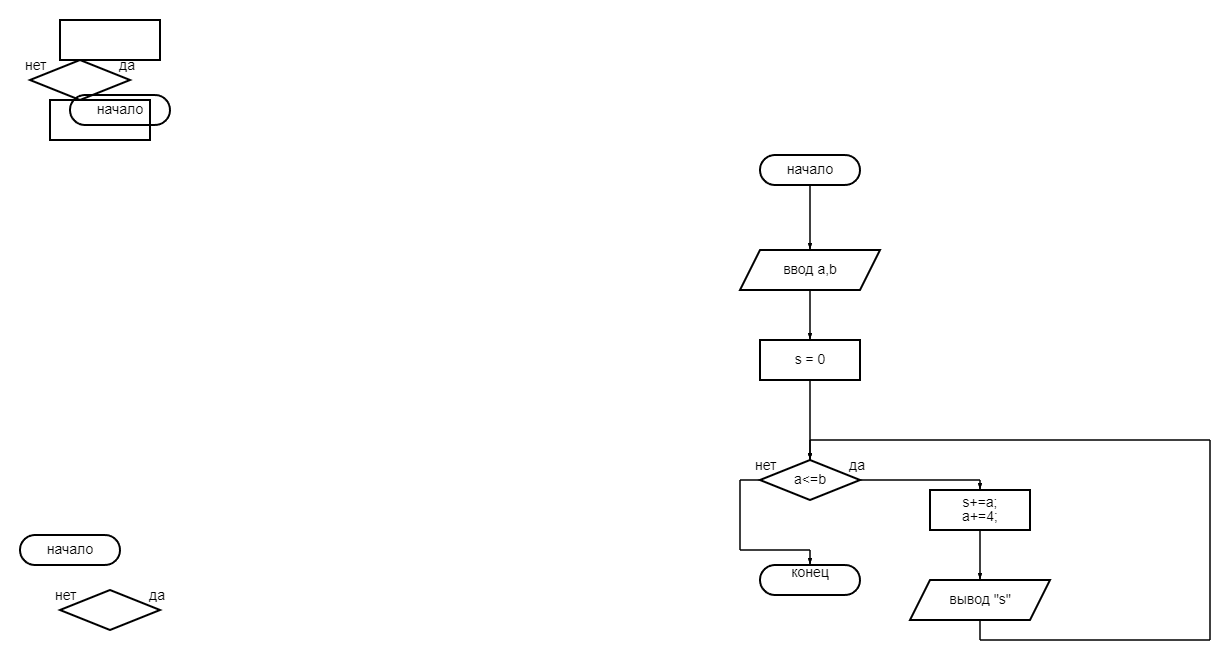 нет
да
начало
начало
ввод a,b
s = 0
нет
да
a<=b
s+=a;
a+=4;
начало
конец
нет
да
вывод "s"